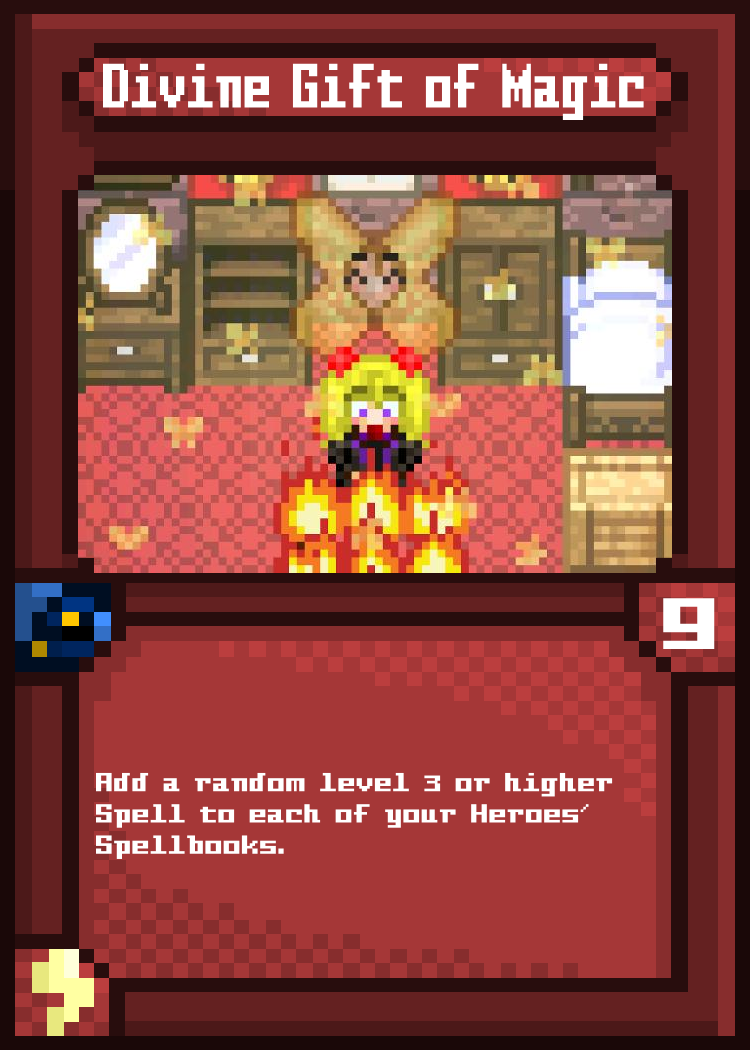 Divine Gift of Magic
9
Add a random level 3 or higher
Spell to each of your Heroes'
Spellbooks.